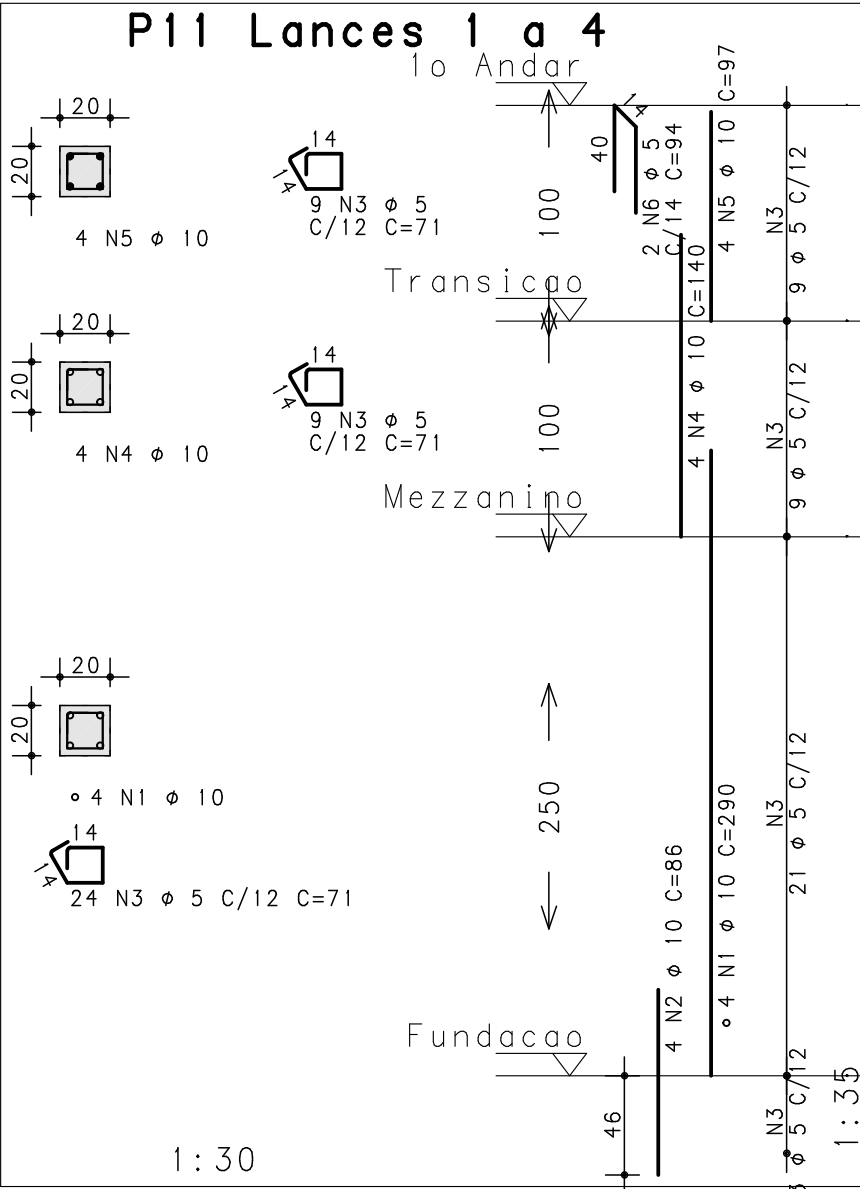 P11 Lances 1 a 4
1o Andar
20
20
4 N5 φ 10
14
14
9 N3 φ 5
C/12 C=71
100
40
14
2 N6 φ 5
C/14 C=94
4 N5 φ 10 C=97
N3
9 φ 5 C/12
Transicao
20
20
4 N4 φ 10
14
14
9 N3 φ 5
C/12 C=71
100
4 N4 φ 10 C=140
N3
9 φ 5 C/12
Mezzanino
20
20
4 N1 φ 10
14
14
24 N3 φ 5 C/12 C=71
250
4 N2 φ 10 C=86
4 N1 φ 10 C=290
N3
21 φ 5 C/12
Fundacao
46
N3
3 φ 5 C/12
1:30
1:35